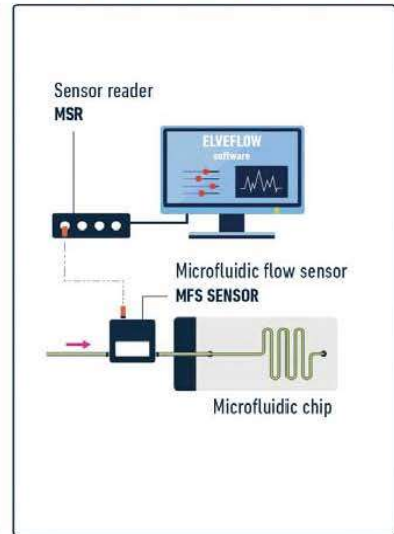 Sensor reader
MSR
ELVEFLOW
software
Microfluidic flow sensor
MFS SENSOR
Microfluidic chip